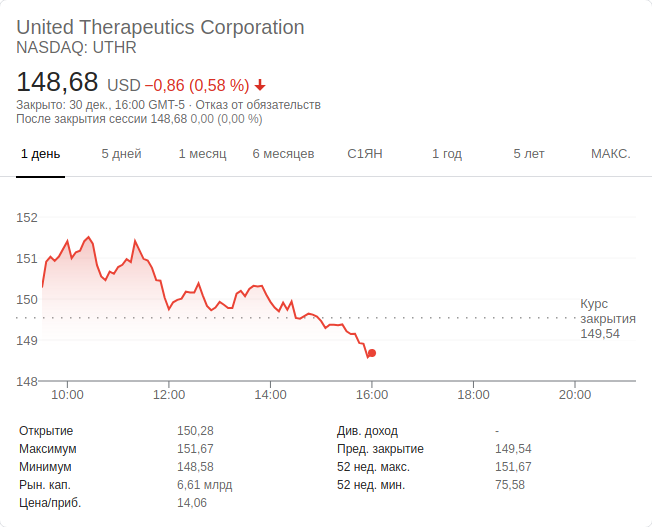 United Therapeutics Corporation
NASDAQ: UTHR
148,68 USD −0,86 (0,58 %)
Закрыто: 30 дек., 16:00 GMT-5 · Отказ от обязательств
После закрытия сессии 148,68 0,00 (0,00 %)
1 день 5 дней 1 месяц 6 месяцев С1ЯН 1 год 5 лет МАКС.
152
151
150
149
148
Курс
закрытия
149,54
10:00 12:00 14:00 16:00 18:00 20:00
Открытие 150,28 Див. доход -
Максимум 151,67 Пред. закрытие 149,54
Минимум 148,58 52 нед. макс. 151,67
Рын. кап. 6,61 млрд 52 нед. мин. 75,58
Цена/приб. 14,06